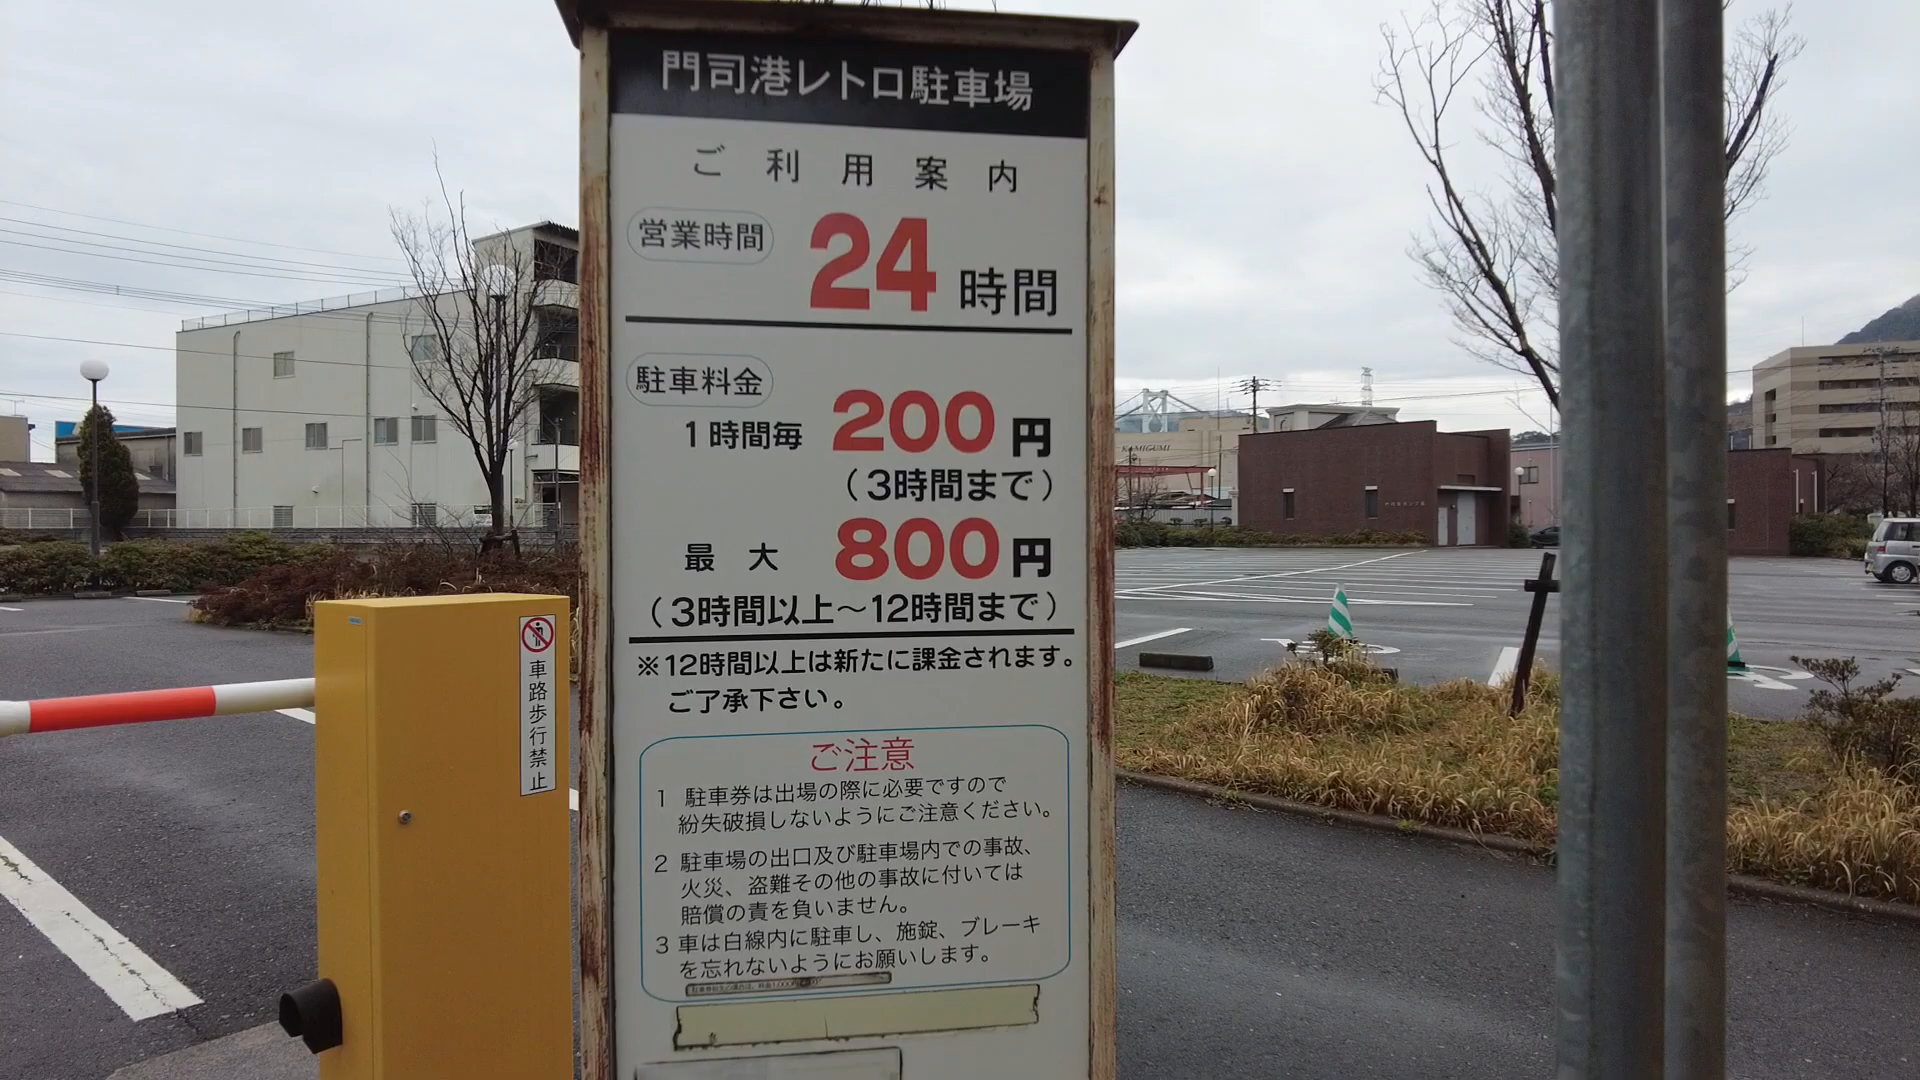 門司港レトロ駐車場
ご利用案内
営業時間
24時間
駐車料金
1時間毎 200円
(3時間まで)
最大 800円
(3時間以上〜12時間まで)
※12時間以上は新たに課金されます。
ご了承下さい。
ご注意
1 駐車券は出場の際に必要ですので
紛失破損しないようにご注意ください。
2 駐車場の出口及び駐車場内での事故、
火災、盗難その他の事故に付いては
賠償の責を負いません。
3 車は白線内に駐車し、施錠、ブレーキ
を忘れないようにお願いします。
車路歩行禁止
KAMIGUMI